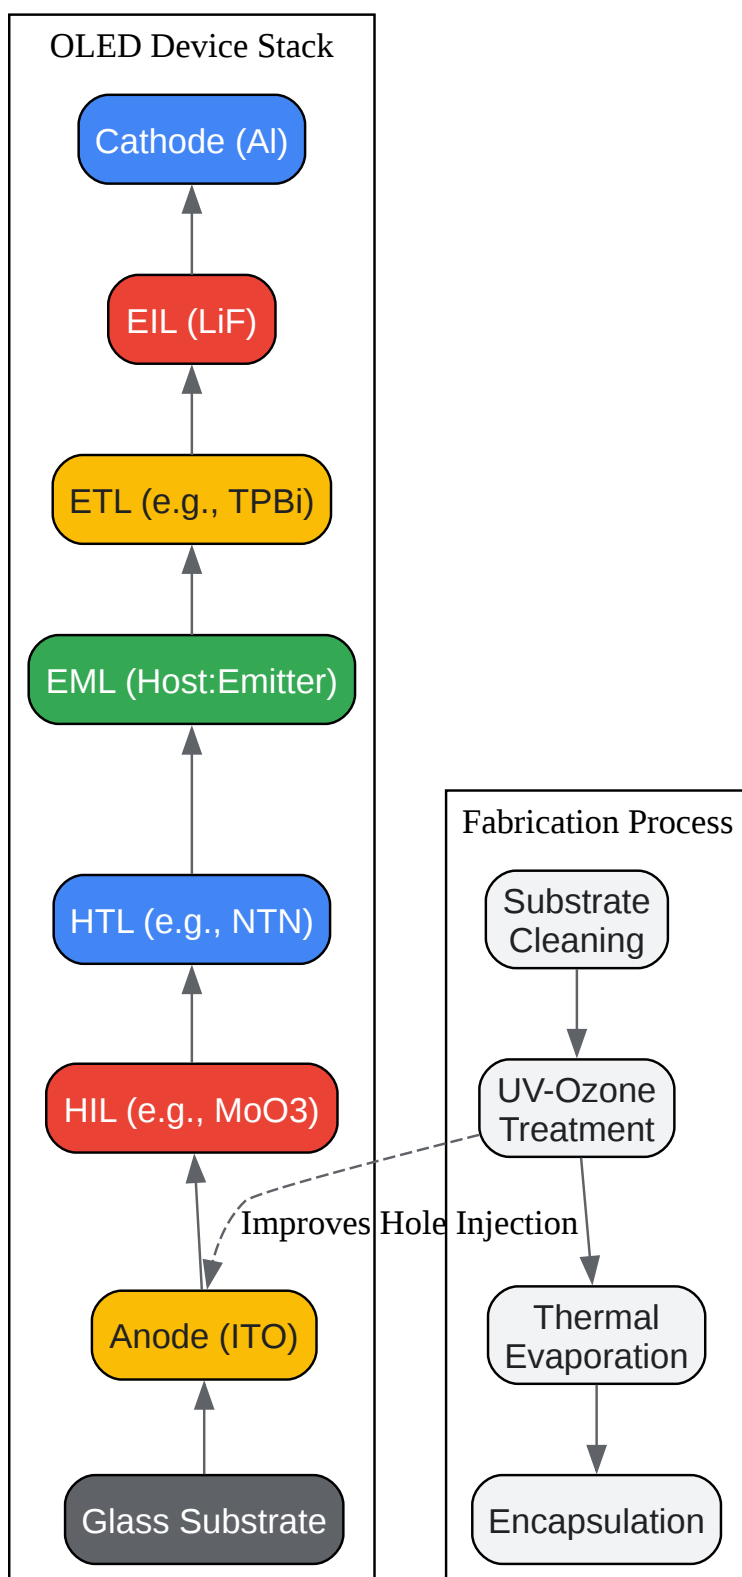 OLED Device Stack
Cathode (Al)
EIL (LiF)
ETL (e.g., TPBi)
EML (Host:Emitter)
HTL (e.g., NTN)
HIL (e.g., MoO3)
Improves Hole Injection
Anode (ITO)
Glass Substrate
Fabrication Process
Substrate
Cleaning
UV-Ozone
Treatment
Thermal
Evaporation
Encapsulation